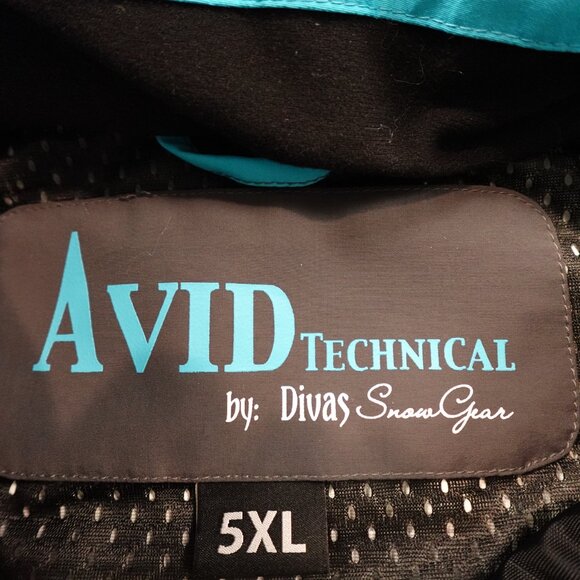 AVID TECHNICAL
by: Divas SnowGear
5XL